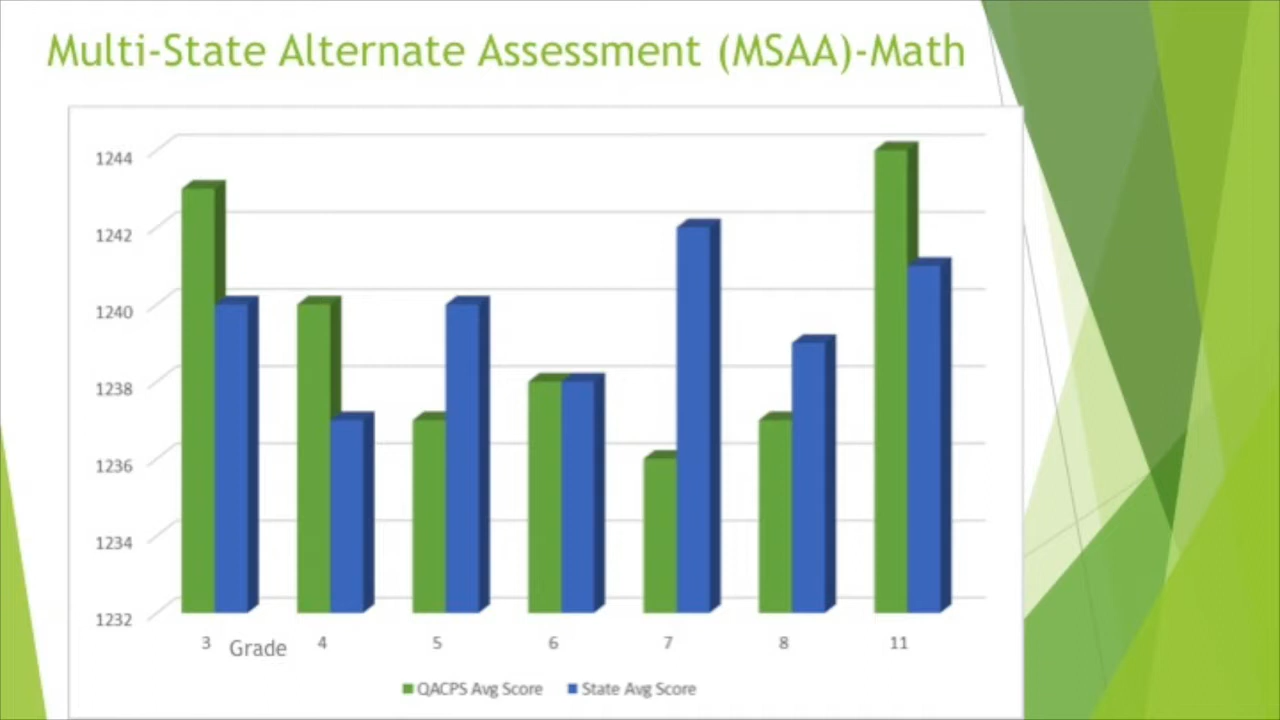 Multi-State Alternate Assessment (MSAA)-Math
1244
1242
1240
1238
1236
1234
1232
3 4 5 6 7 8 11
Grade
QACPS Avg Score State Avg Score